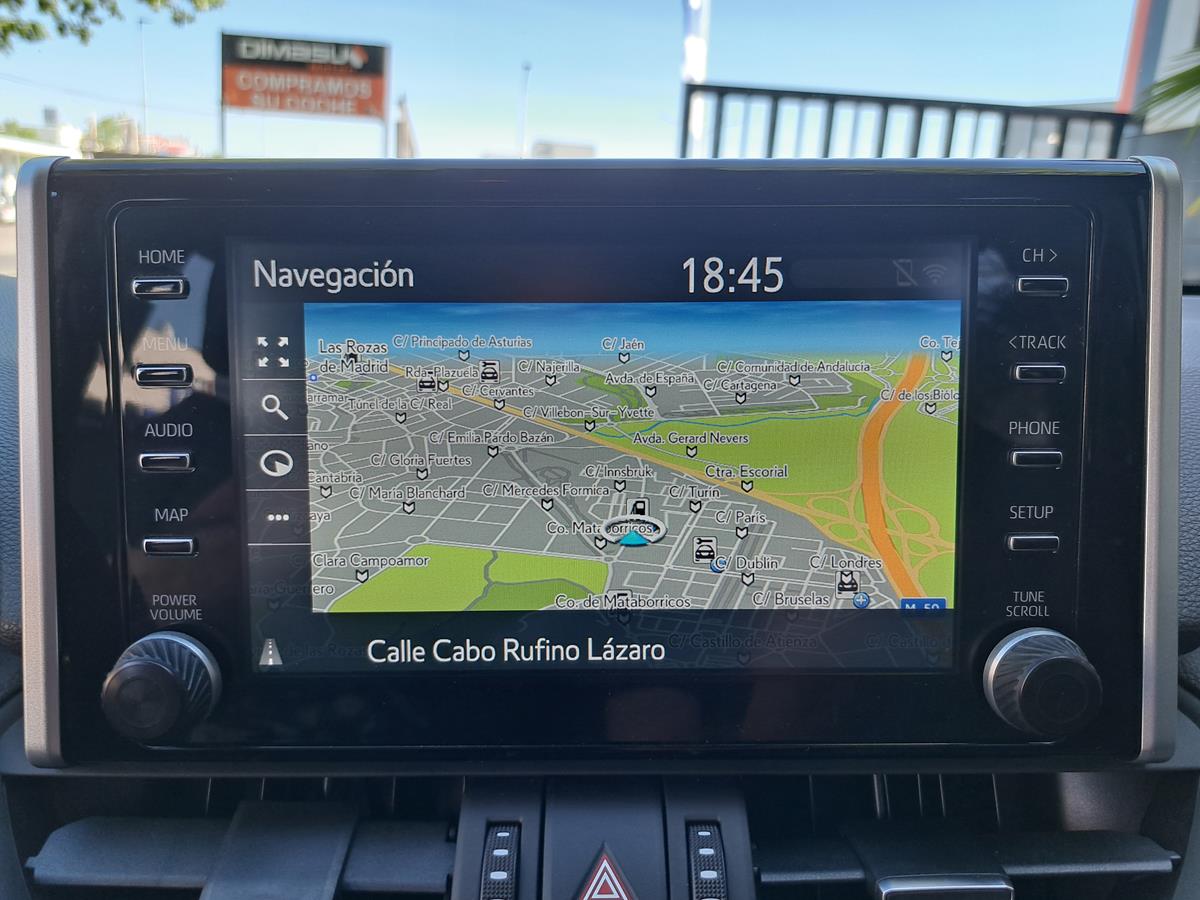 DIMASU
COMPRAMOS
SU COCHE
HOME
MENU
AUDIO
MAP
POWER
VOLUME
CH >
<TRACK
PHONE
SETUP
TUNE
SCROLL
Navegación
18:45
Las Rozas
de Madrid
C/ Principado de Asturias
C/ Jaén
Rda. Plazuela
C/ Najerilla
C/ Comunidad de Andalucía
C/ Cervantes
Avda. de España
C/ Cartagena
Túnel de la C/ Real
C/ Villbon-Sur-Yvette
C/ Emilia Pardo Bazán
Avda. Gerard Nevers
C/ Gloria Fuertes
C/ Innsbruk
Ctra. Escorial
Cantabria
C/ María Blanchard
C/ Mercedes Formica
C/ Turín
Co. Mataborricos
C/ París
Clara Campoamor
C/ Dublín
C/ Londres
Co. de Mataborricos
C/ Bruselas
M-50
C/ Castillo de Atienza
Calle Cabo Rufino Lázaro